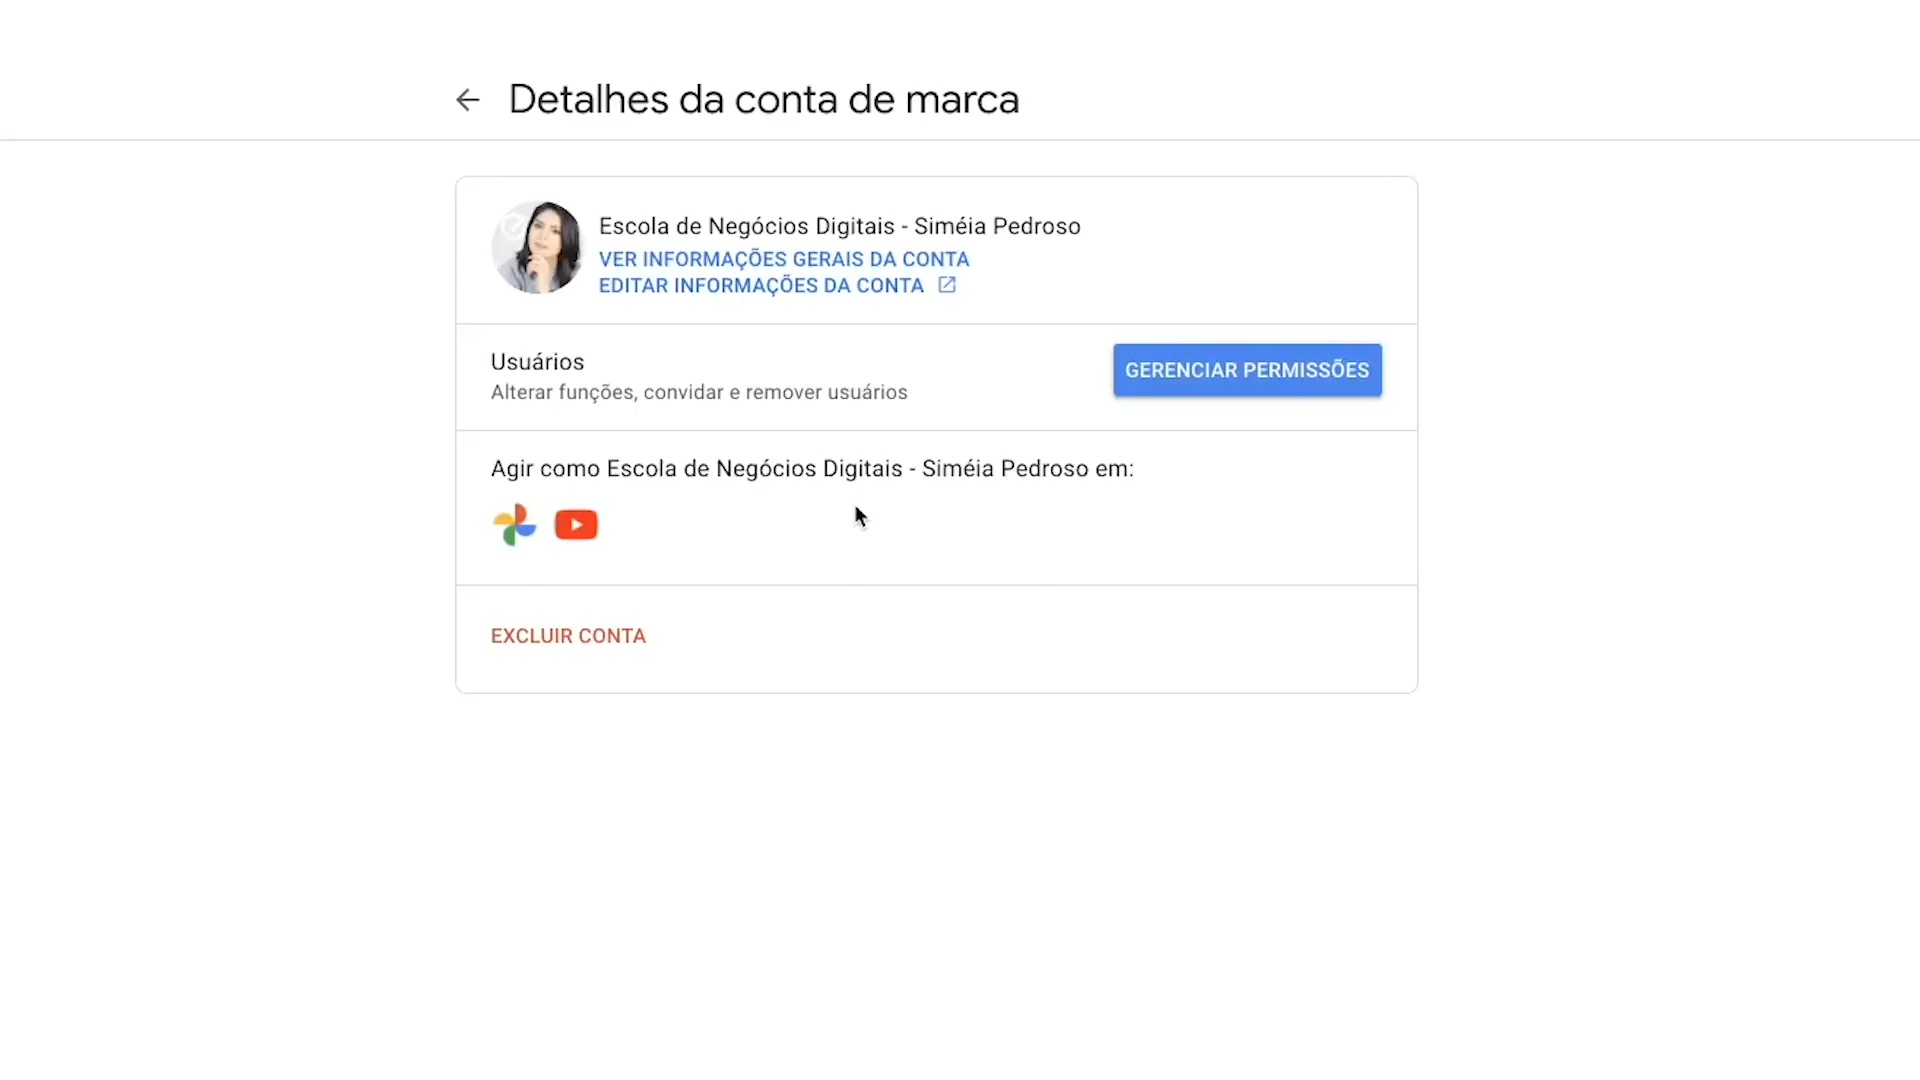 Detalhes da conta de marca
Escola de Negócios Digitais - Siméia Pedroso
VER INFORMAÇÕES GERAIS DA CONTA
EDITAR INFORMAÇÕES DA CONTA
Usuários
Alterar funções, convidar e remover usuários
GERENCIAR PERMISSÕES
Agir como Escola de Negócios Digitais - Siméia Pedroso em:
EXCLUIR CONTA